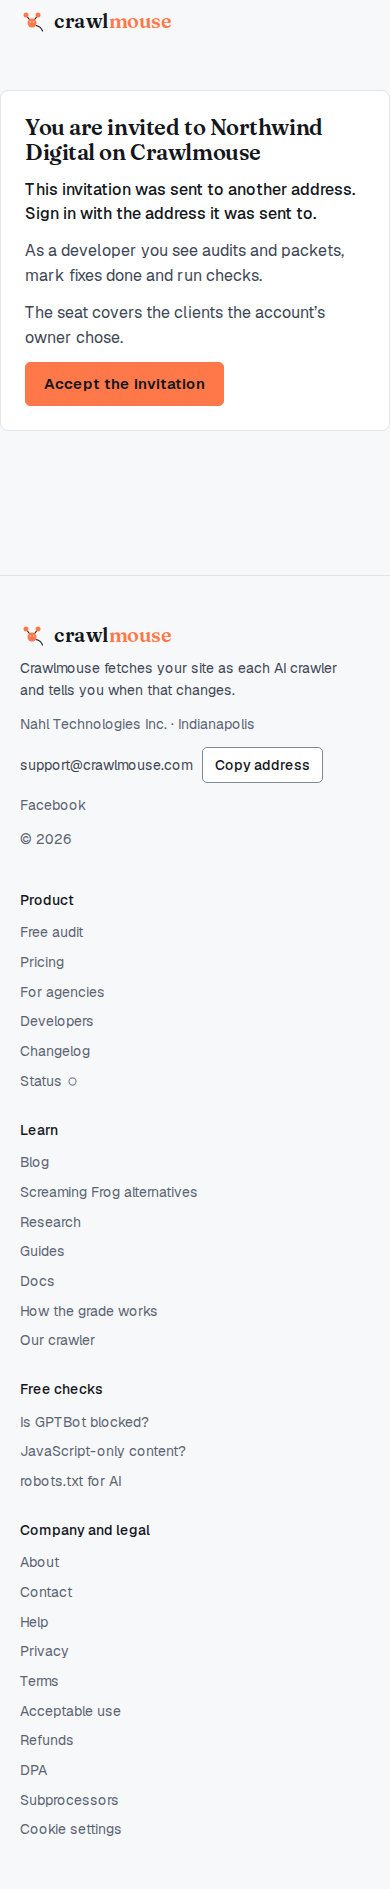 crawlmouse
You are invited to Northwind
Digital on Crawlmouse
This invitation was sent to another address.
Sign in with the address it was sent to.
As a developer you see audits and packets,
mark fixes done and run checks.
The seat covers the clients the account’s
owner chose.
Accept the invitation
crawlmouse
Crawlmouse fetches your site as each AI crawler
and tells you when that changes.
Nahl Technologies Inc. · Indianapolis
support@crawlmouse.com Copy address
Facebook
© 2026
Product
Free audit
Pricing
For agencies
Developers
Changelog
Status
Learn
Blog
Screaming Frog alternatives
Research
Guides
Docs
How the grade works
Our crawler
Free checks
Is GPTBot blocked?
JavaScript-only content?
robots.txt for AI
Company and legal
About
Contact
Help
Privacy
Terms
Acceptable use
Refunds
DPA
Subprocessors
Cookie settings